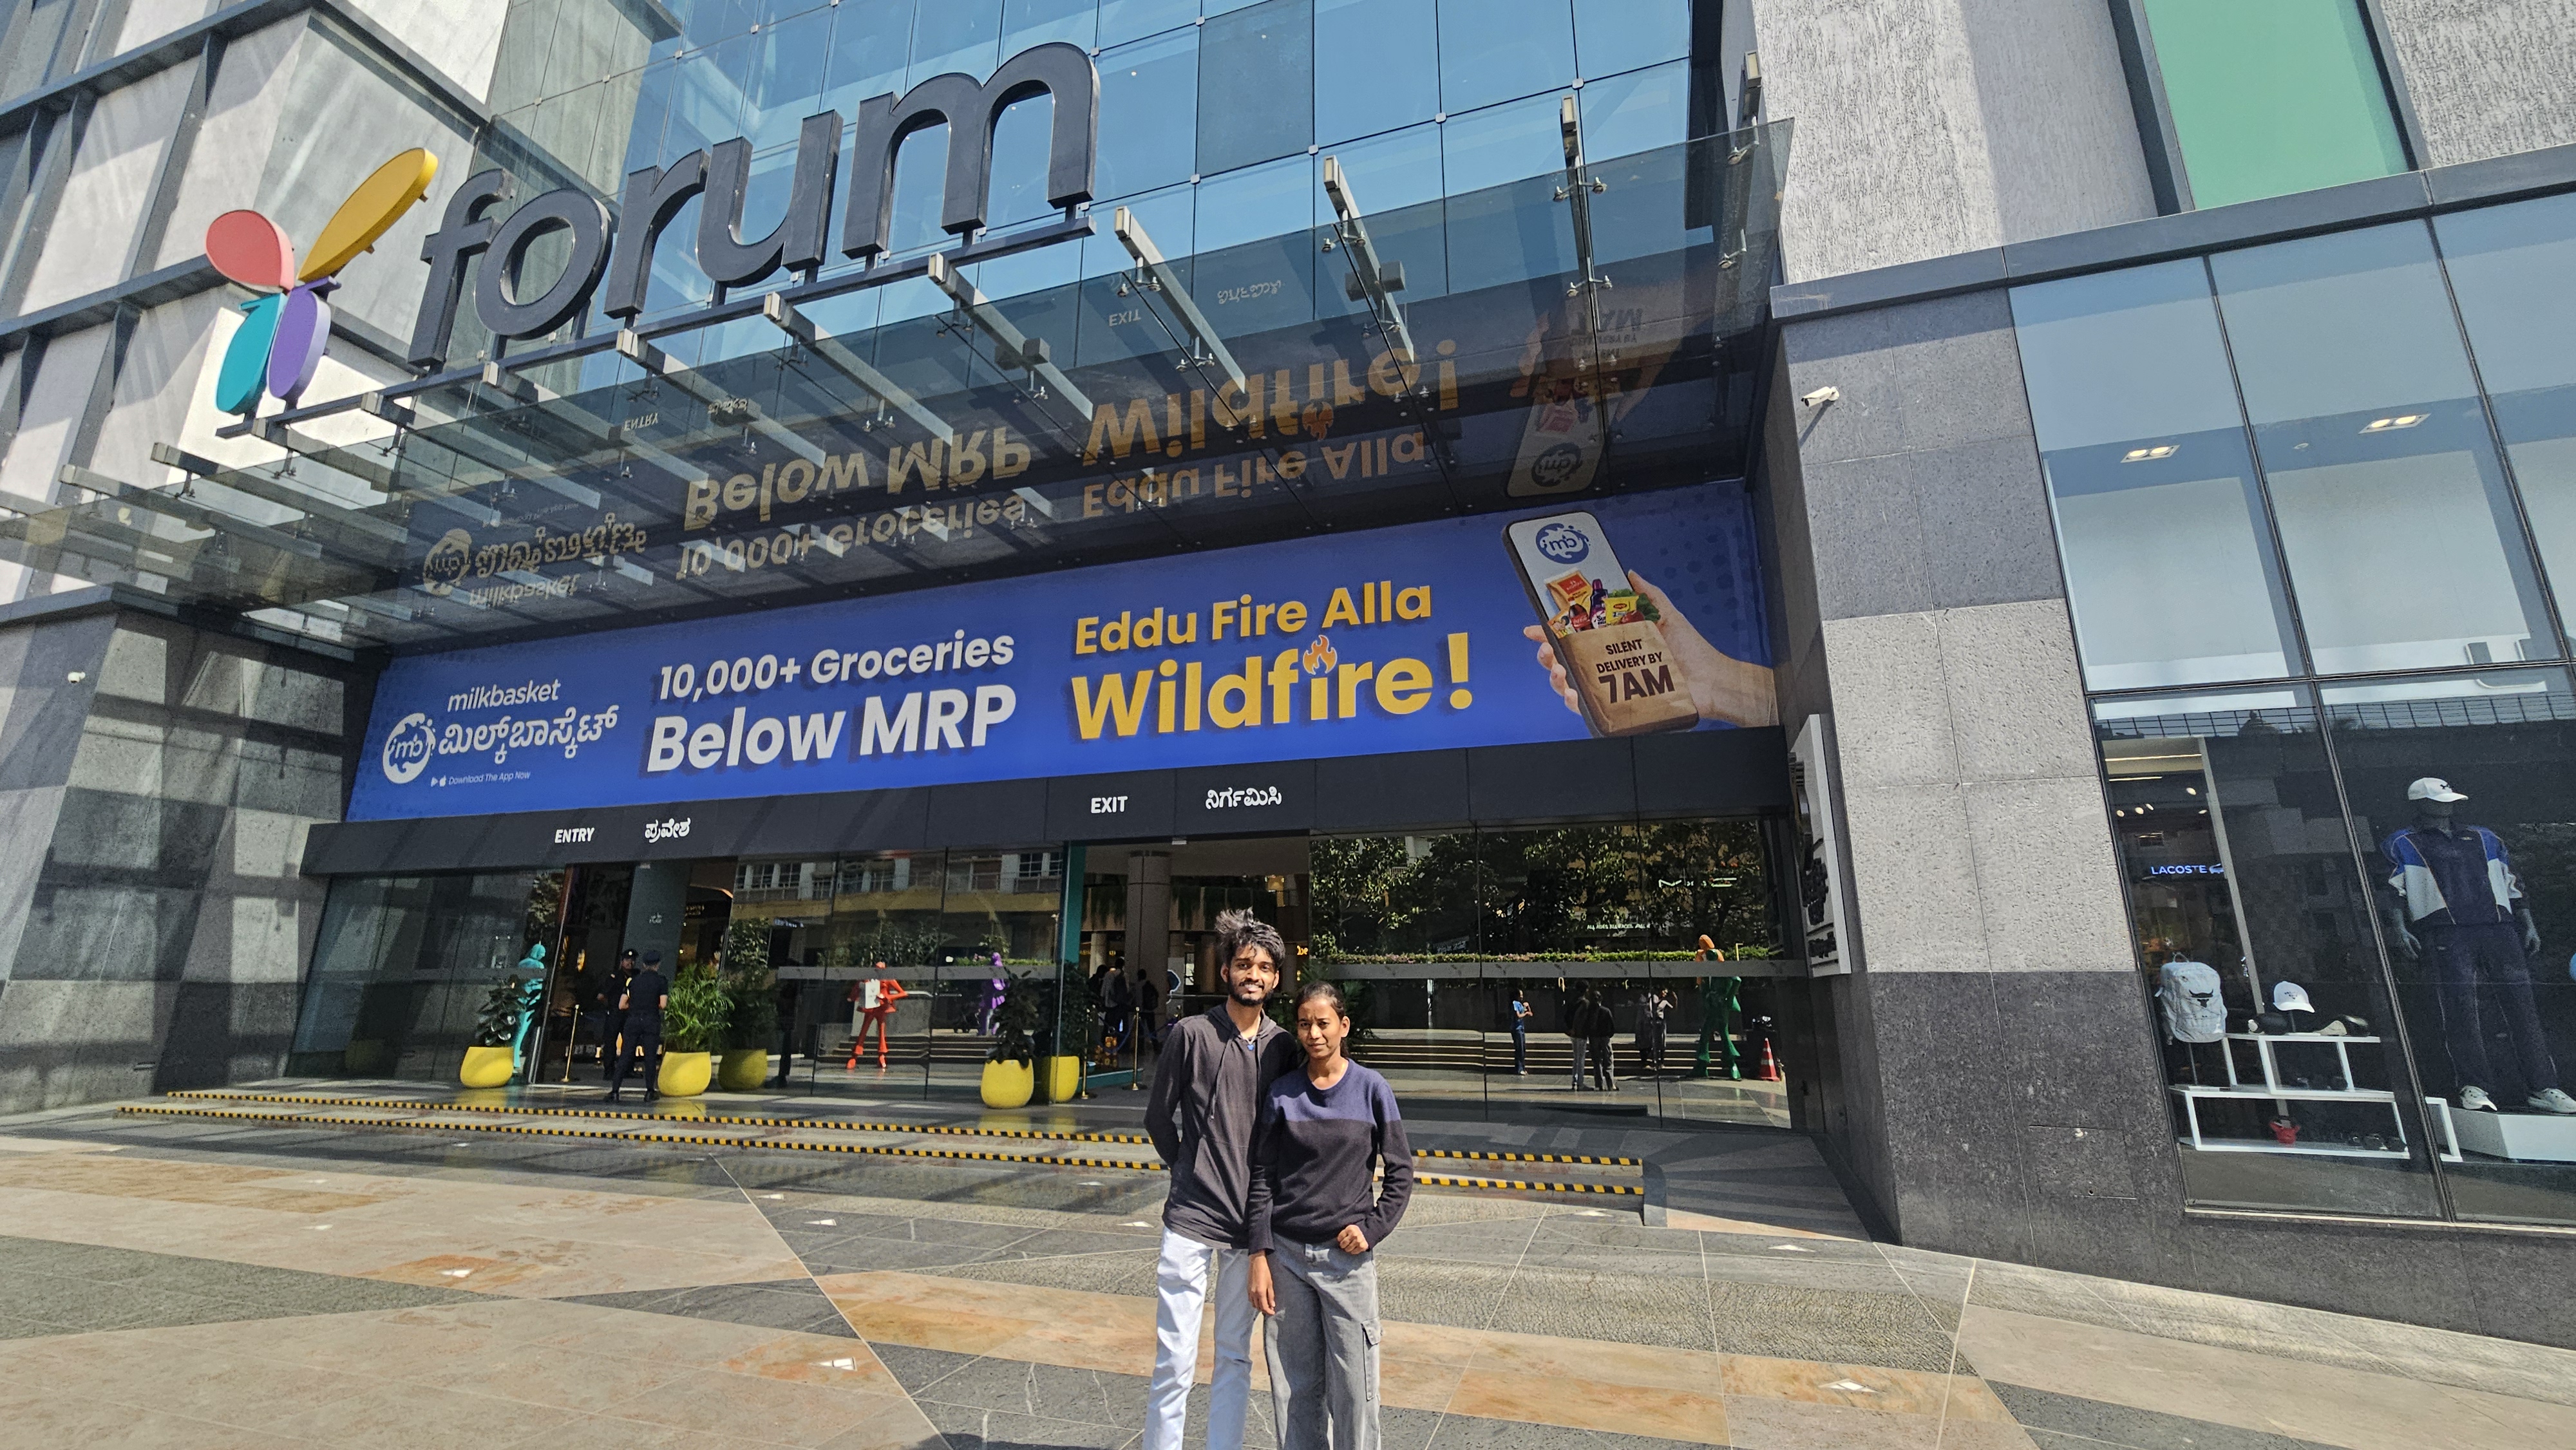 forum
milkbasket
ಮಿಲ್ಕ್‌ಬಾಸ್ಕೆಟ್
Download The App Now
10,000+ Groceries
Below MRP
Eddu Fire Alla
Wildfire!
mb
SILENT
DELIVERY BY
7AM
ENTRY ಪ್ರವೇಶ
EXIT ನಿರ್ಗಮಿಸಿ
LACOSTE